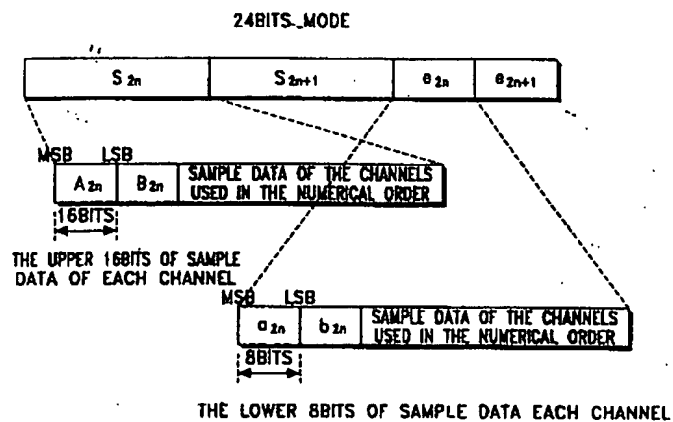 24BITS_MODE
S2n S2n+1 e2n e2n+1
MSB LSB
A2n B2n SAMPLE DATA OF THE CHANNELS
USED IN THE NUMERICAL ORDER
16BITS
THE UPPER 16BITS OF SAMPLE
DATA OF EACH CHANNEL
MSB LSB
a2n b2n SAMPLE DATA OF THE CHANNELS
USED IN THE NUMERICAL ORDER
8BITS
THE LOWER 8BITS OF SAMPLE DATA EACH CHANNEL